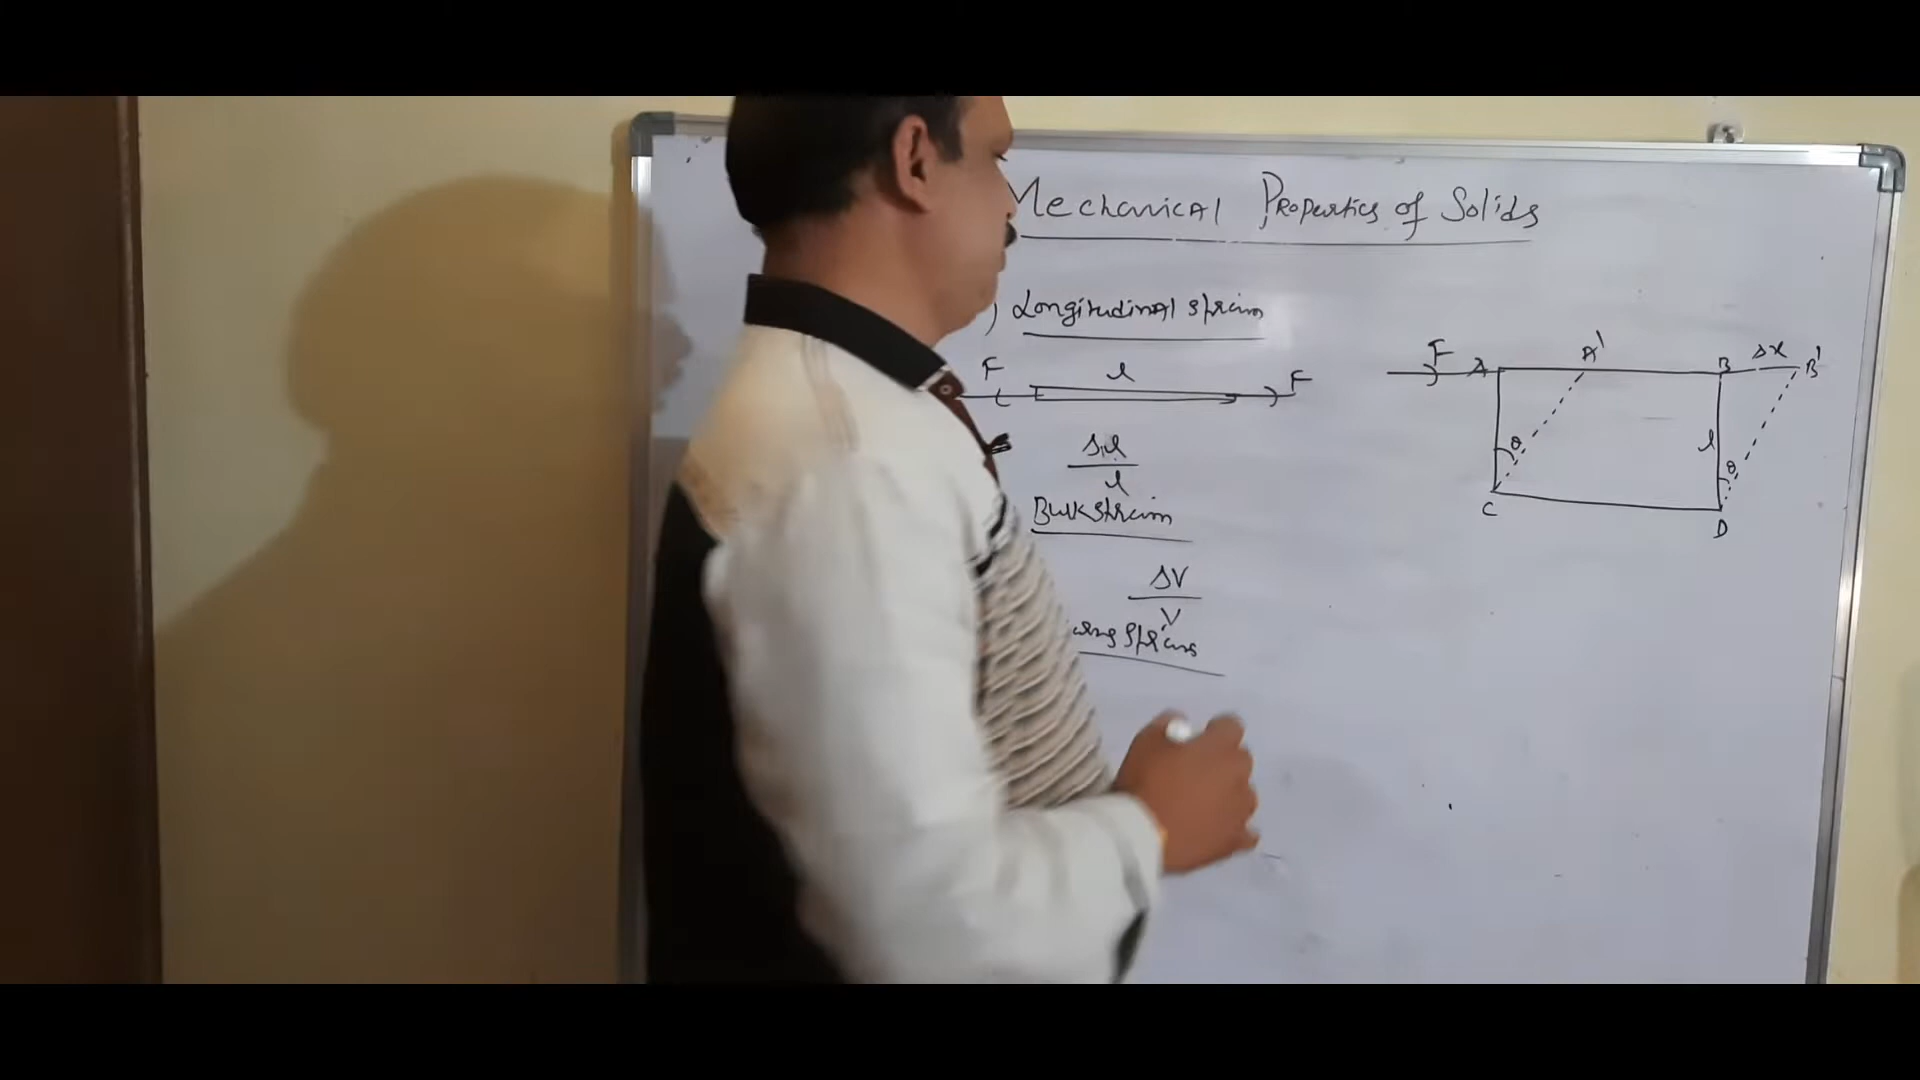 Mechanical Properties of Solids
) Longitudinal Strain
F l F
Δl
l
Bulk strain
ΔV
V
F A A' B Δx B'
θ l θ
C D